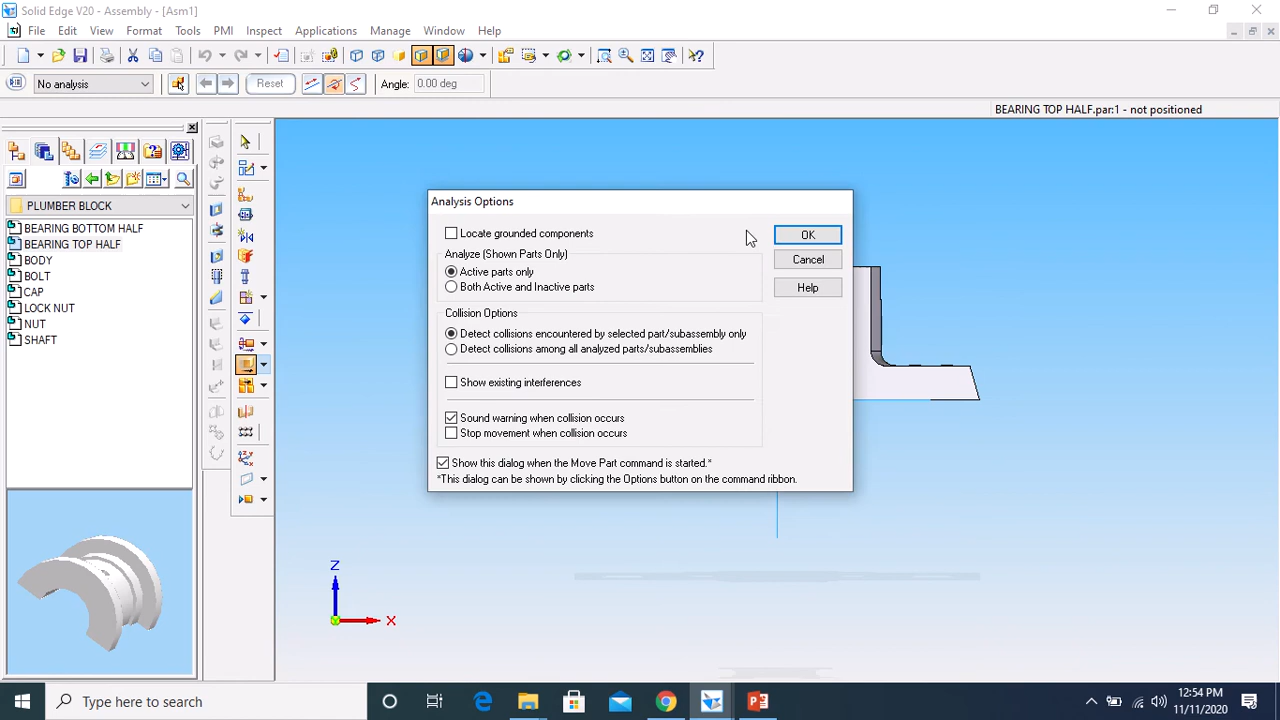 Solid Edge V20 - Assembly - [Asm1]
File Edit View Format Tools PMI Inspect Applications Manage Window Help
No analysis Reset Angle: 0.00 deg
BEARING TOP HALF.par:1 - not positioned
PLUMBER BLOCK
BEARING BOTTOM HALF
BEARING TOP HALF
BODY
BOLT
CAP
LOCK NUT
NUT
SHAFT
Analysis Options
Locate grounded components
OK
Analyze (Shown Parts Only)
Cancel
Active parts only
Both Active and Inactive parts
Help
Collision Options
Detect collisions encountered by selected part/subassembly only
Detect collisions among all analyzed parts/subassemblies
Show existing interferences
Sound warning when collision occurs
Stop movement when collision occurs
Show this dialog when the Move Part command is started.*
*This dialog can be shown by clicking the Options button on the command ribbon.
Z
X
Type here to search
12:54 PM
11/11/2020